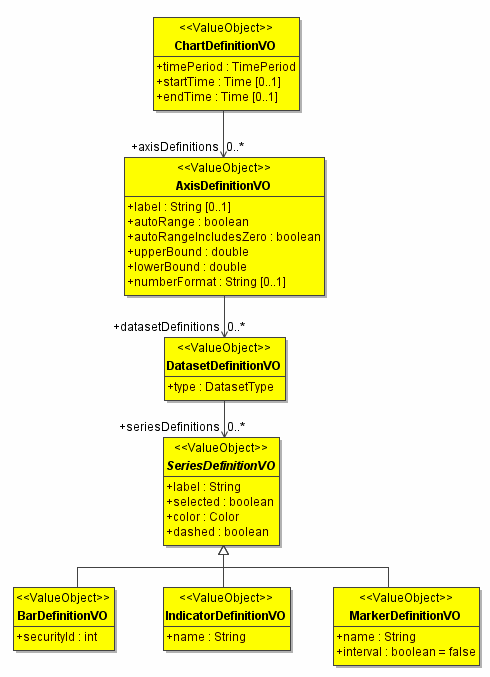 <<ValueObject>>
ChartDefinitionVO
+timePeriod : TimePeriod
+startTime : Time [0..1]
+endTime : Time [0..1]
+axisDefinitions 0..*
<<ValueObject>>
AxisDefinitionVO
+label : String [0..1]
+autoRange : boolean
+autoRangeIncludesZero : boolean
+upperBound : double
+lowerBound : double
+numberFormat : String [0..1]
+datasetDefinitions 0..*
<<ValueObject>>
DatasetDefinitionVO
+type : DatasetType
+seriesDefinitions 0..*
<<ValueObject>>
SeriesDefinitionVO
+label : String
+selected : boolean
+color : Color
+dashed : boolean
<<ValueObject>>
BarDefinitionVO
+securityId : int
<<ValueObject>>
IndicatorDefinitionVO
+name : String
<<ValueObject>>
MarkerDefinitionVO
+name : String
+interval : boolean = false